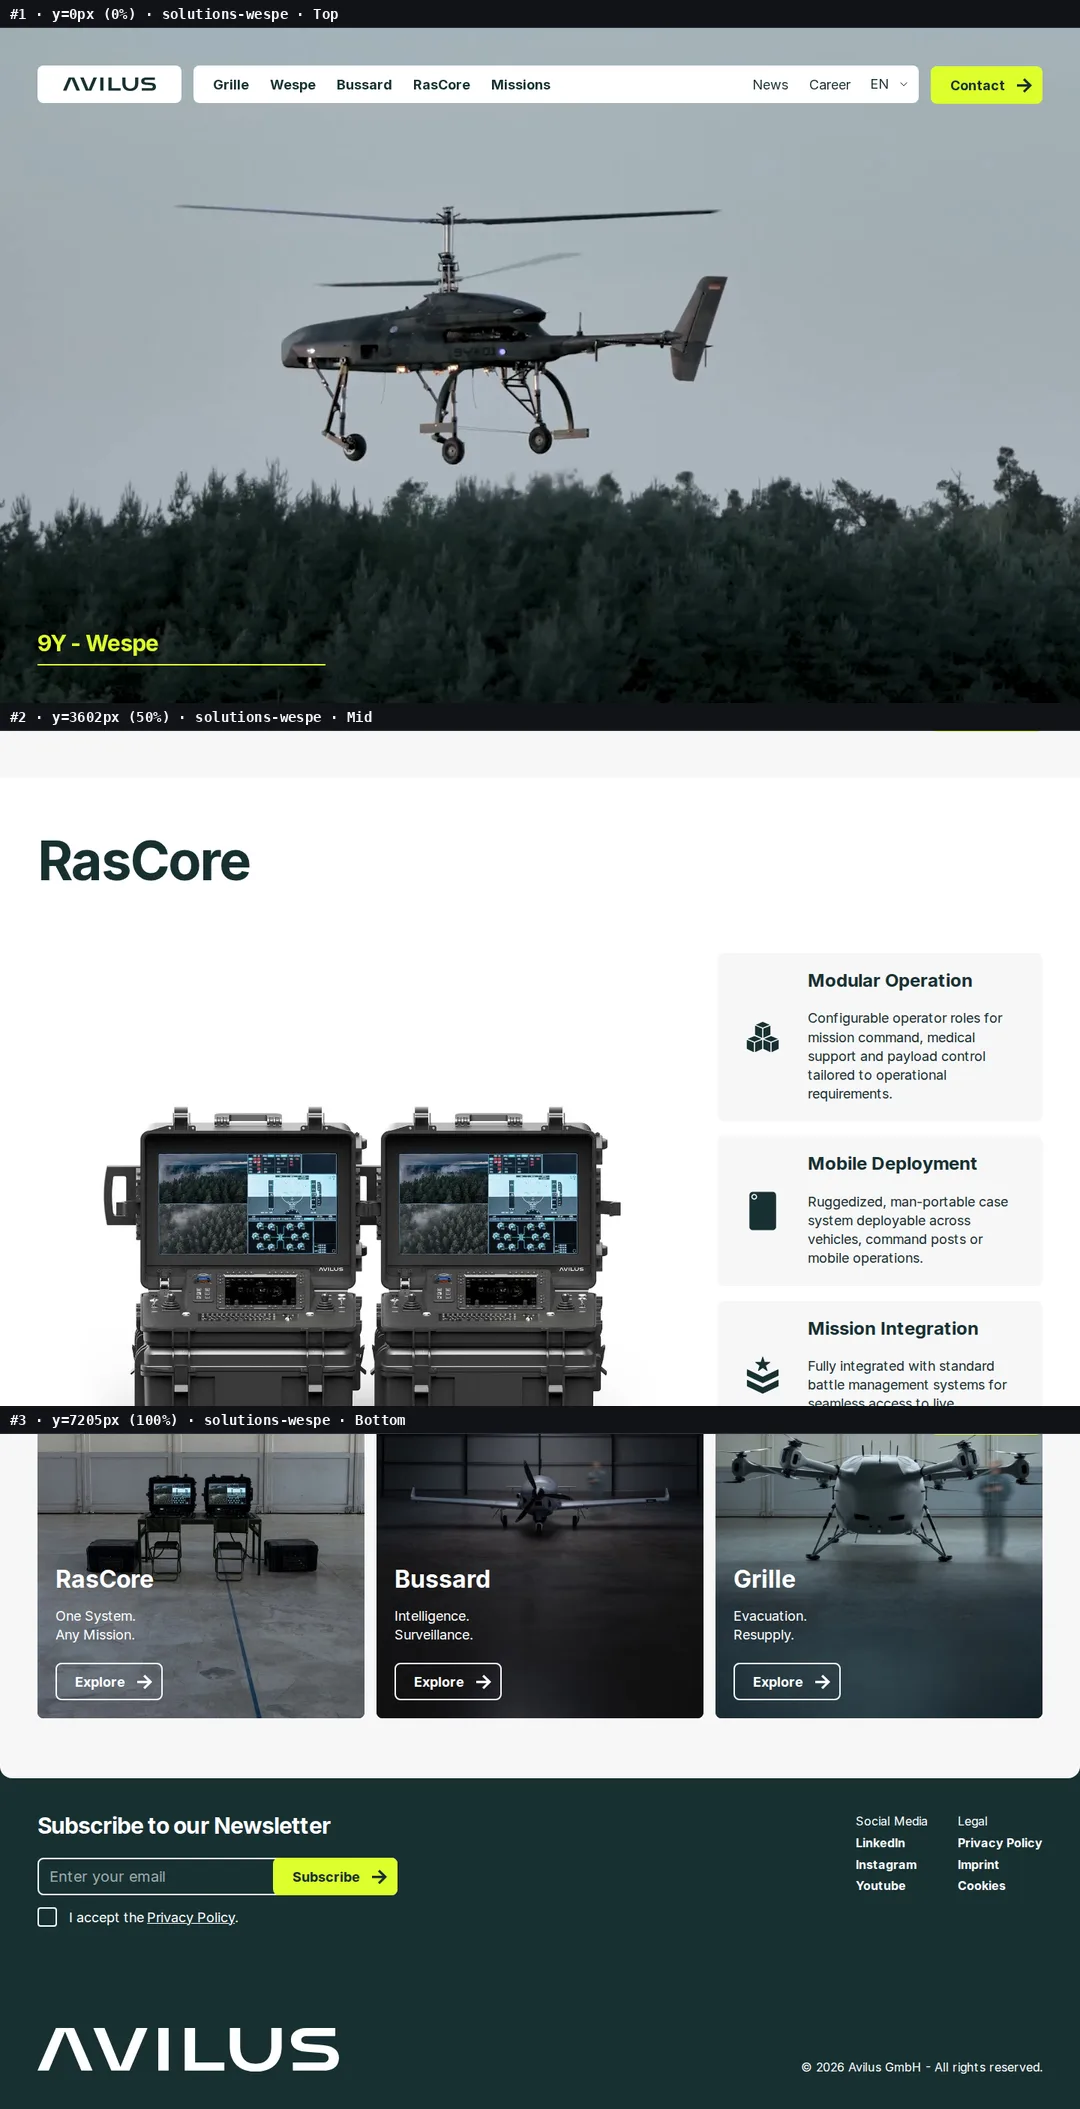 #1 · y=0px (0%) · solutions-wespe · Top
AVILUS
Grille Wespe Bussard RasCore Missions News Career EN Contact
9Y - Wespe
#2 · y=3602px (50%) · solutions-wespe · Mid
RasCore
Modular Operation
Configurable operator roles for
mission command, medical
support and payload control
tailored to operational
requirements.
Mobile Deployment
Ruggedized, man-portable case
system deployable across
vehicles, command posts or
mobile operations.
AVILUS AVILUS
Mission Integration
Fully integrated with standard
battle management systems for
seamless access to live
#3 · y=7205px (100%) · solutions-wespe · Bottom
RasCore
One System.
Any Mission.
Explore
Bussard
Intelligence.
Surveillance.
Explore
Grille
Evacuation.
Resupply.
Explore
Subscribe to our Newsletter
Enter your email
Subscribe
I accept the Privacy Policy.
Social Media
LinkedIn
Instagram
Youtube
Legal
Privacy Policy
Imprint
Cookies
AVILUS
© 2026 Avilus GmbH - All rights reserved.